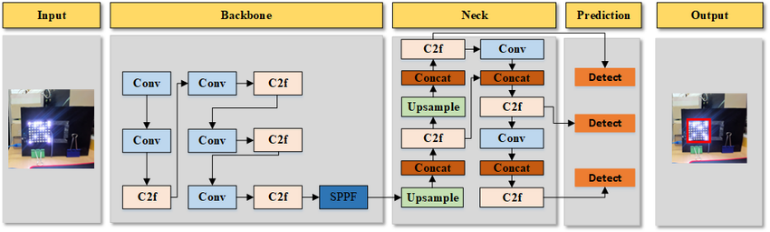 Input
Backbone
Neck
Prediction
Output
Conv
Conv
C2f
Conv
C2f
Conv
C2f
Conv
C2f
SPPF
C2f
Concat
Upsample
C2f
Concat
Upsample
Conv
Concat
C2f
Conv
Concat
C2f
Detect
Detect
Detect